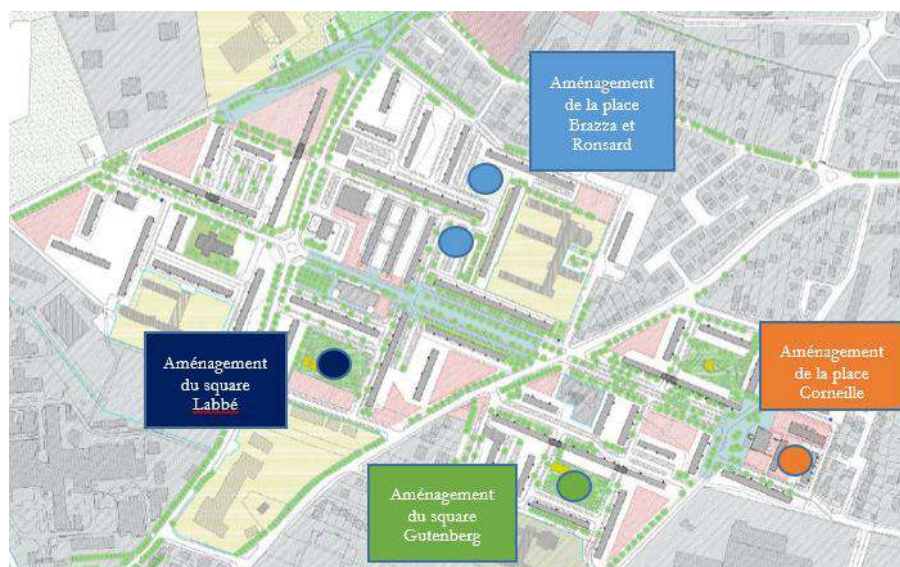 Aménagement
de la place
Brazza et
Ronsard
Aménagement
du square
Labbé
Aménagement
de la place
Corneille
Aménagement
du square
Gutenberg